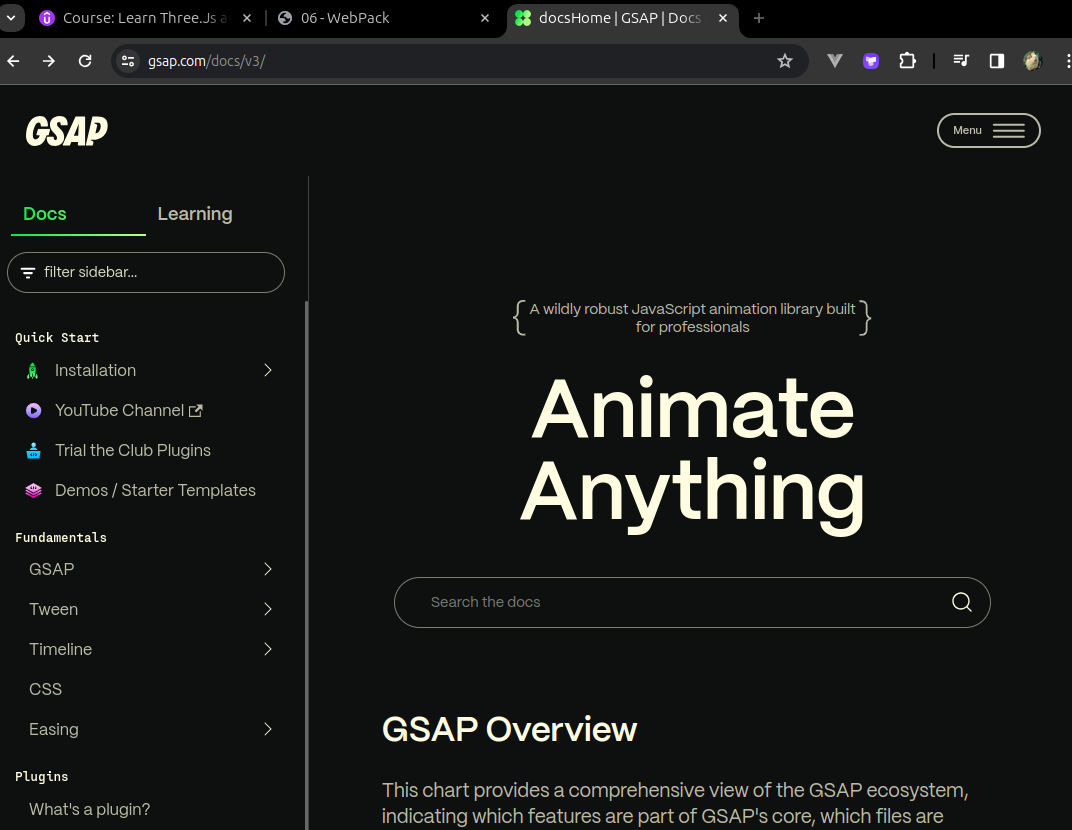 Course: Learn Three.Js a
06 - WebPack
docsHome | GSAP | Docs
gsap.com/docs/v3/
GSAP
Menu
Docs
Learning
filter sidebar...
Quick Start
Installation
YouTube Channel
Trial the Club Plugins
Demos / Starter Templates
Fundamentals
GSAP
Tween
Timeline
CSS
Easing
Plugins
What's a plugin?
{ A wildly robust JavaScript animation library built
for professionals }
Animate
Anything
Search the docs
GSAP Overview
This chart provides a comprehensive view of the GSAP ecosystem,
indicating which features are part of GSAP's core, which files are